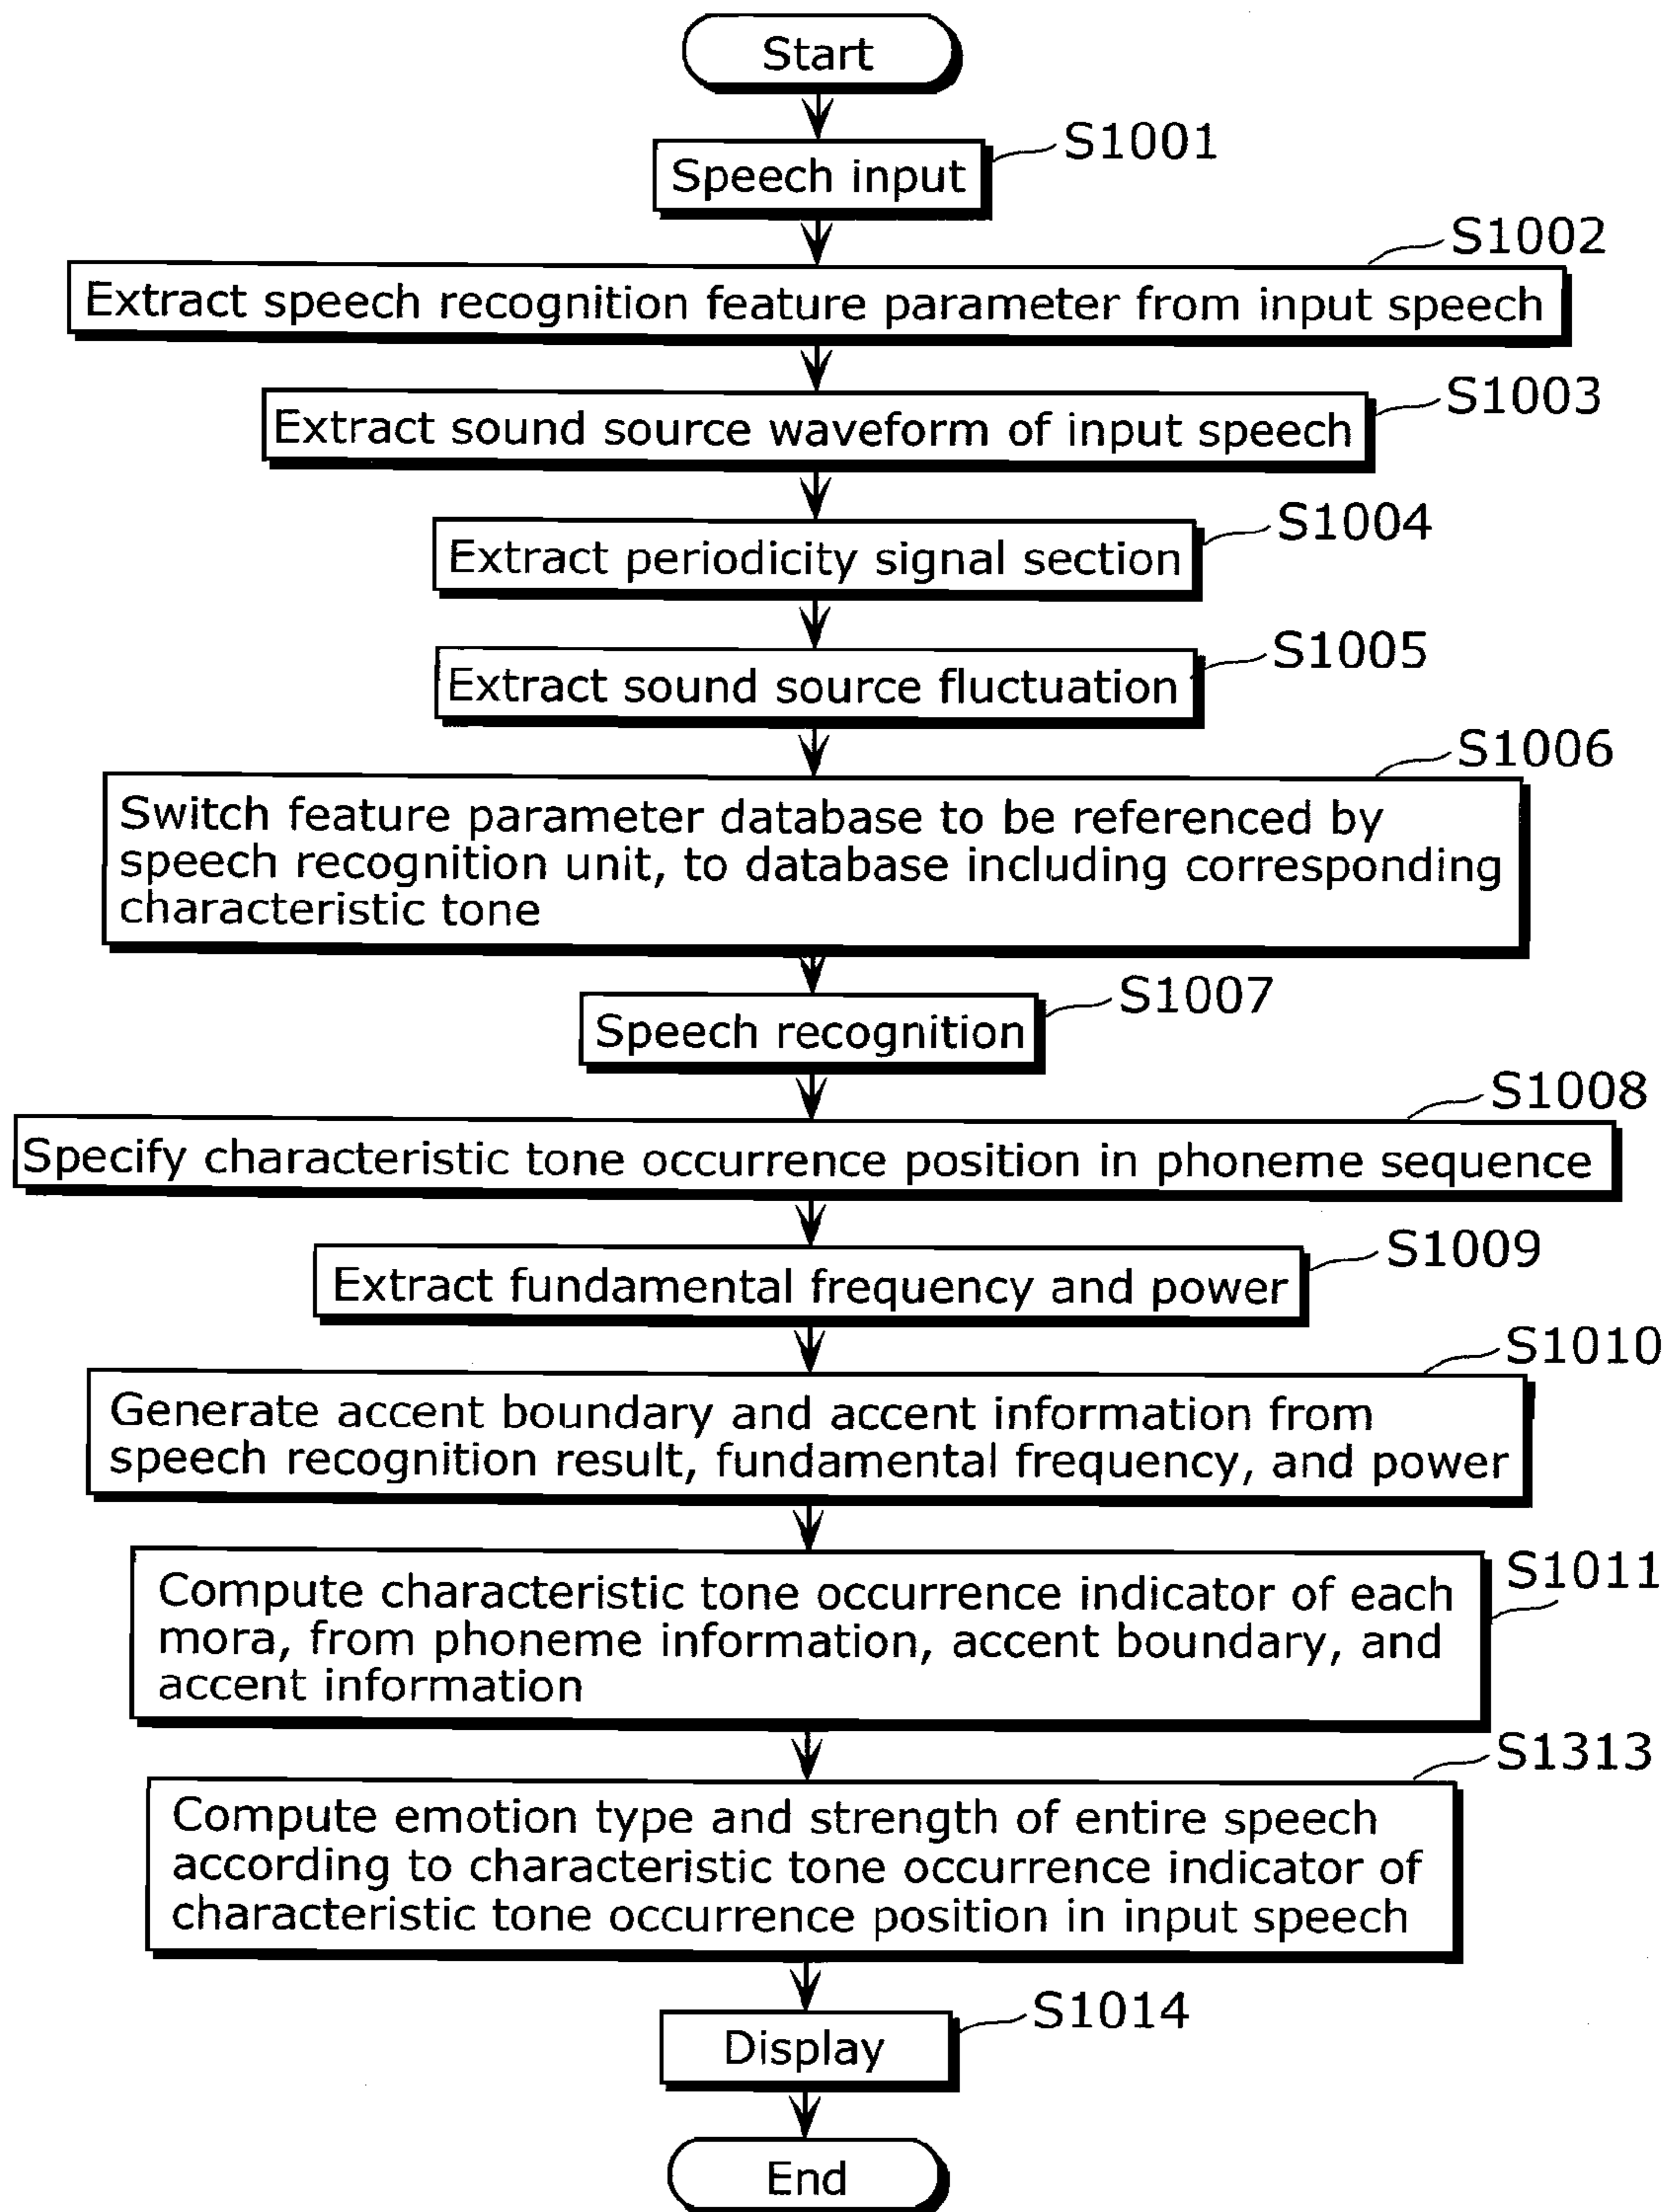 Start
S1001
Speech input
S1002
Extract speech recognition feature parameter from input speech
S1003
Extract sound source waveform of input speech
S1004
Extract periodicity signal section
S1005
Extract sound source fluctuation
S1006
Switch feature parameter database to be referenced by
speech recognition unit, to database including corresponding
characteristic tone
S1007
Speech recognition
S1008
Specify characteristic tone occurrence position in phoneme sequence
S1009
Extract fundamental frequency and power
S1010
Generate accent boundary and accent information from
speech recognition result, fundamental frequency, and power
S1011
Compute characteristic tone occurrence indicator of each
mora, from phoneme information, accent boundary, and
accent information
S1313
Compute emotion type and strength of entire speech
according to characteristic tone occurrence indicator of
characteristic tone occurrence position in input speech
S1014
Display
End